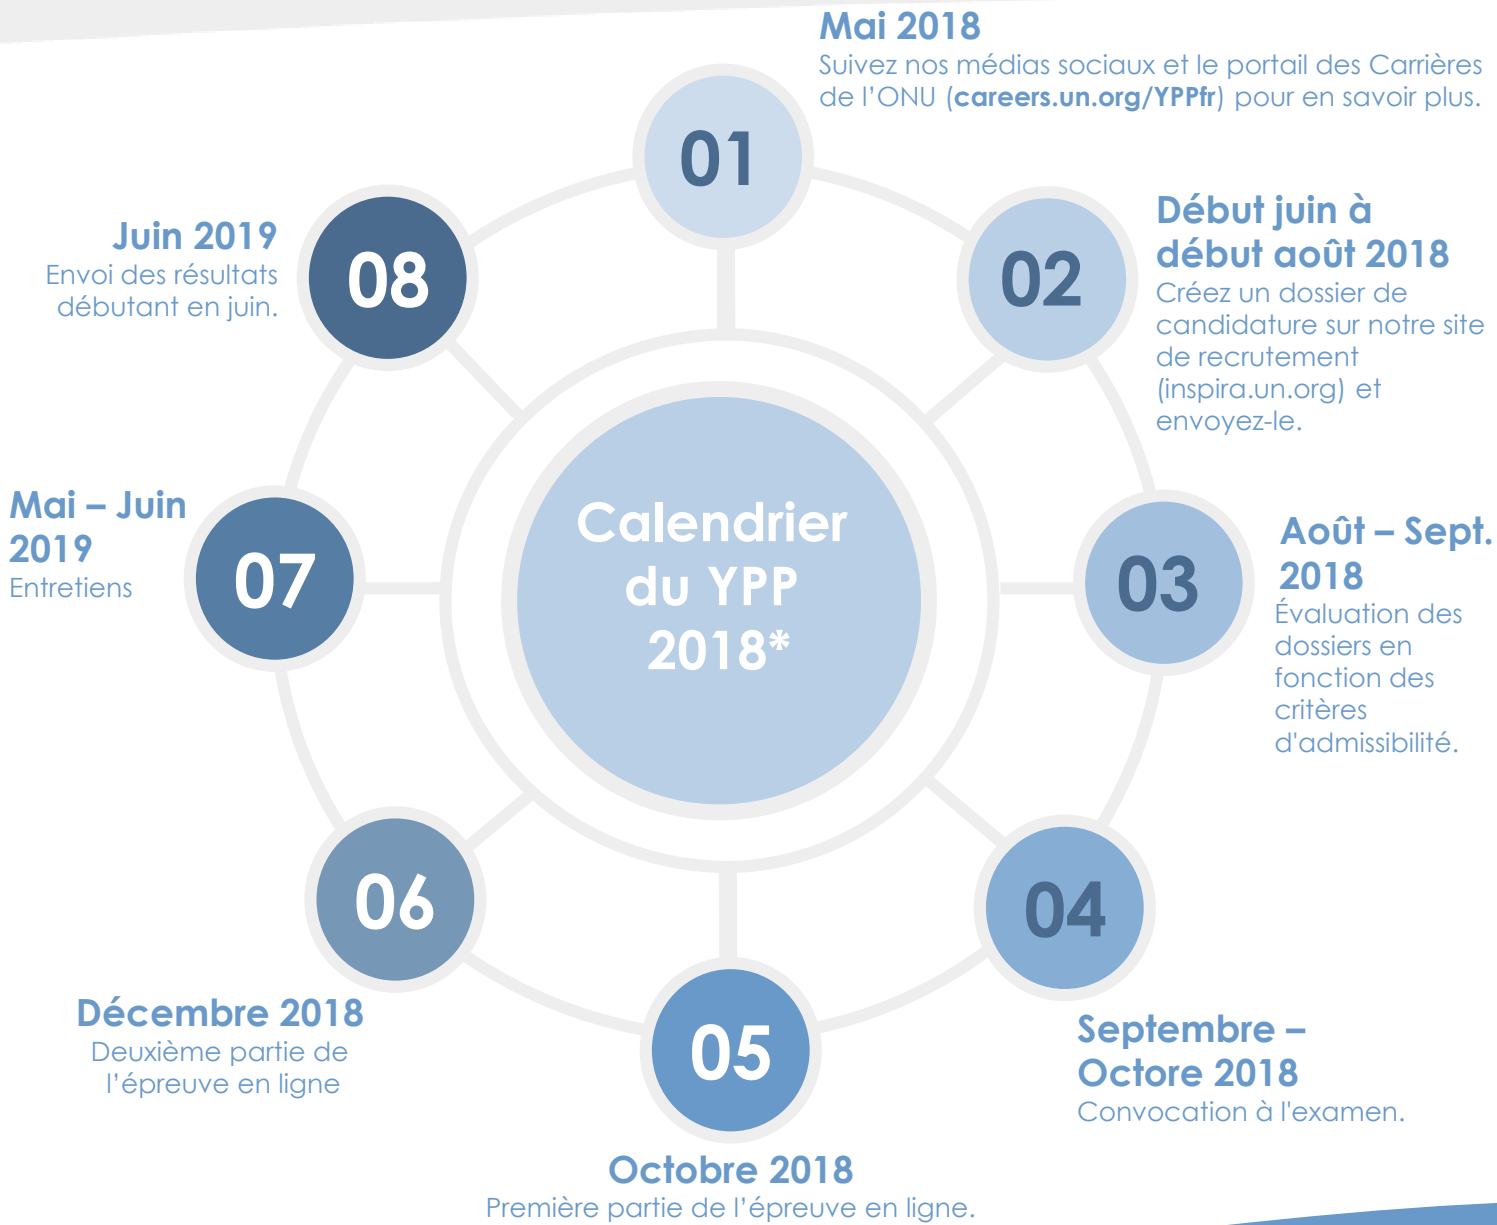 Mai 2018
Suivez nos médias sociaux et le portail des Carrières
de l’ONU (careers.un.org/YPPfr) pour en savoir plus.
01
Début juin à
début août 2018
Créez un dossier de
candidature sur notre site
de recrutement
(inspira.un.org) et
envoyez-le.
02
Août – Sept.
2018
Évaluation des
dossiers en
fonction des
critères
d'admissibilité.
03
04
Septembre –
Octore 2018
Convocation à l'examen.
05
Octobre 2018
Première partie de l’épreuve en ligne.
06
Décembre 2018
Deuxième partie de
l’épreuve en ligne
07
Mai – Juin
2019
Entretiens
08
Juin 2019
Envoi des résultats
débutant en juin.
Calendrier
du YPP
2018*